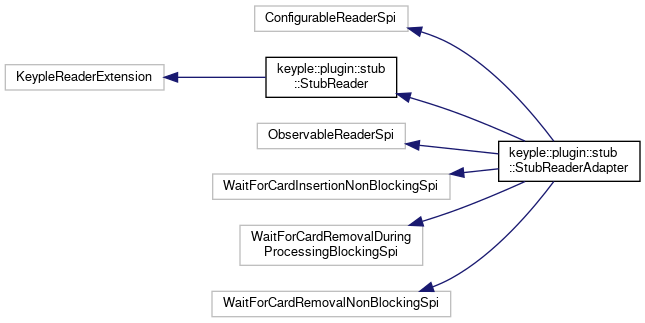 ConfigurableReaderSpi
KeypleReaderExtension
keyple::plugin::stub
::StubReader
ObservableReaderSpi
keyple::plugin::stub
::StubReaderAdapter
WaitForCardInsertionNonBlockingSpi
WaitForCardRemovalDuring
ProcessingBlockingSpi
WaitForCardRemovalNonBlockingSpi